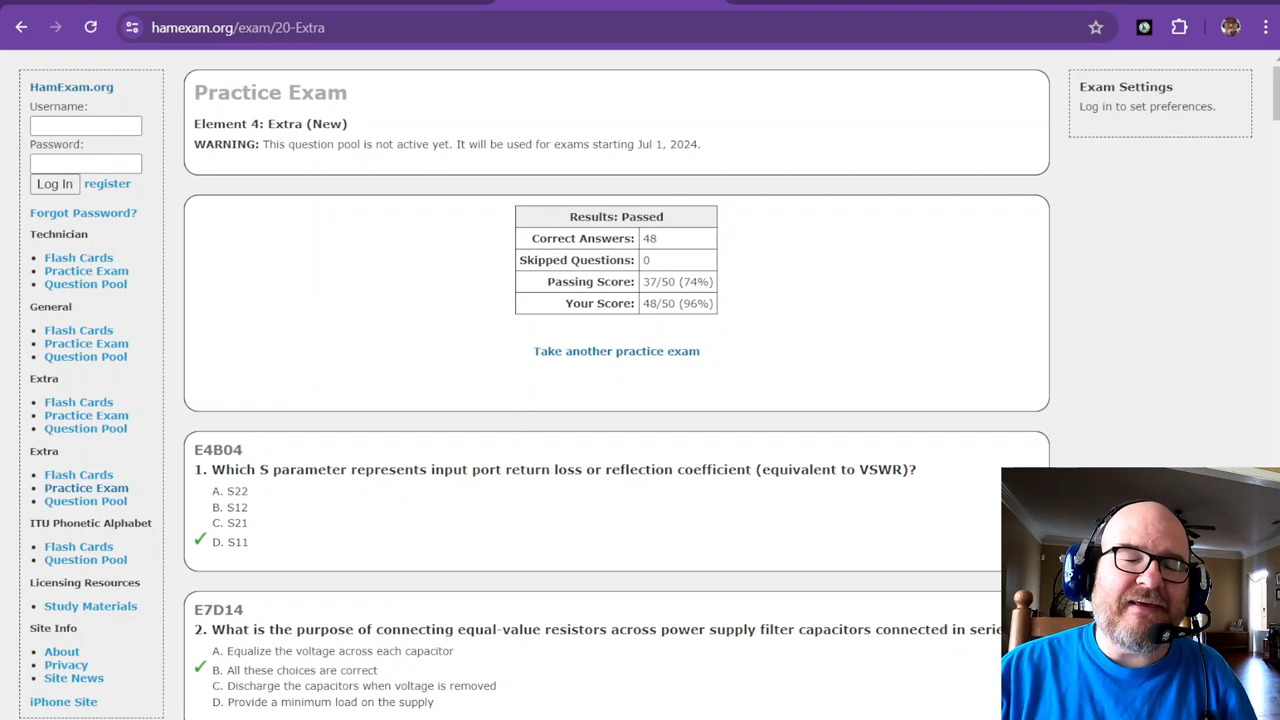 hamexam.org/exam/20-Extra
HamExam.org
Username:
Password:
Log In register
Forgot Password?
Technician
Flash Cards
Practice Exam
Question Pool
General
Flash Cards
Practice Exam
Question Pool
Extra
Flash Cards
Practice Exam
Question Pool
Extra
Flash Cards
Practice Exam
Question Pool
ITU Phonetic Alphabet
Flash Cards
Question Pool
Licensing Resources
Study Materials
Site Info
About
Privacy
Site News
iPhone Site
Practice Exam
Element 4: Extra (New)
WARNING: This question pool is not active yet. It will be used for exams starting Jul 1, 2024.
Results: Passed
Correct Answers: 48
Skipped Questions: 0
Passing Score: 37/50 (74%)
Your Score: 48/50 (96%)
Take another practice exam
E4B04
1. Which S parameter represents input port return loss or reflection coefficient (equivalent to VSWR)?
A. S22
B. S12
C. S21
D. S11
E7D14
2. What is the purpose of connecting equal-value resistors across power supply filter capacitors connected in serie
A. Equalize the voltage across each capacitor
B. All these choices are correct
C. Discharge the capacitors when voltage is removed
D. Provide a minimum load on the supply
Exam Settings
Log in to set preferences.